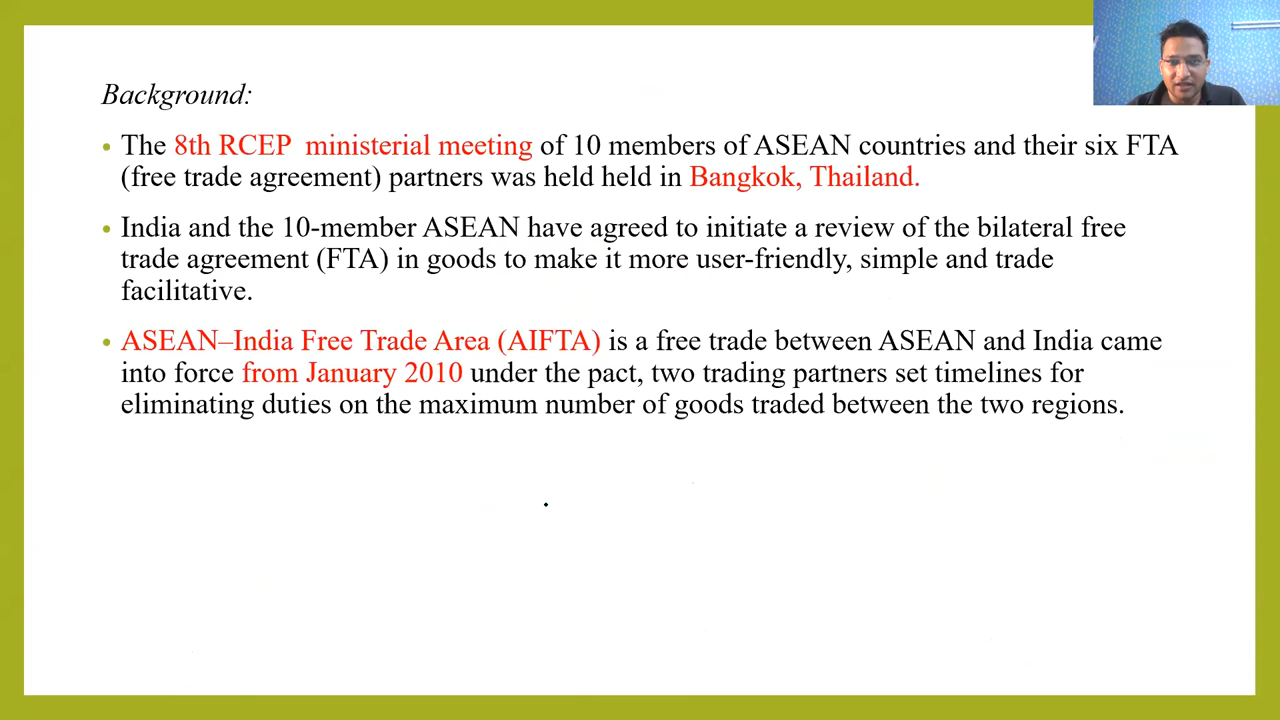 Background:
• The 8th RCEP ministerial meeting of 10 members of ASEAN countries and their six FTA
(free trade agreement) partners was held held in Bangkok, Thailand.
• India and the 10-member ASEAN have agreed to initiate a review of the bilateral free
trade agreement (FTA) in goods to make it more user-friendly, simple and trade
facilitative.
• ASEAN–India Free Trade Area (AIFTA) is a free trade between ASEAN and India came
into force from January 2010 under the pact, two trading partners set timelines for
eliminating duties on the maximum number of goods traded between the two regions.